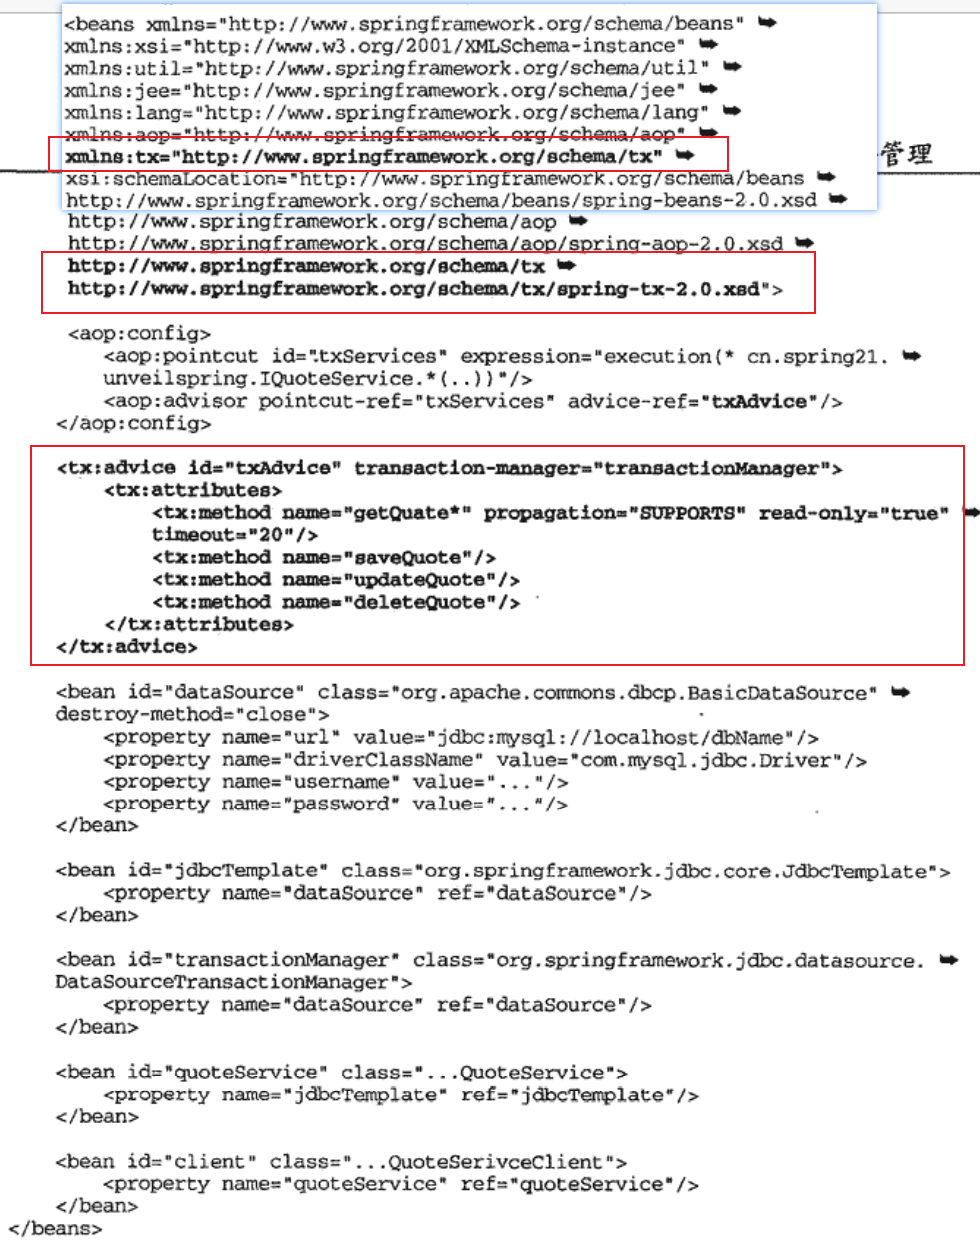 <beans xmlns="http://www.springframework.org/schema/beans" ➥
xmlns:xsi="http://www.w3.org/2001/XMLSchema-instance" ➥
xmlns:util="http://www.springframework.org/schema/util" ➥
xmlns:jee="http://www.springframework.org/schema/jee" ➥
xmlns:lang="http://www.springframework.org/schema/lang" ➥
xmlns:aop="http://www.springframework.org/schema/aop" ➥
xmlns:tx="http://www.springframework.org/schema/tx" ➥
管理
xsi:schemaLocation="http://www.springframework.org/schema/beans ➥
http://www.springframework.org/schema/beans/spring-beans-2.0.xsd ➥
http://www.springframework.org/schema/aop ➥
http://www.springframework.org/schema/aop/spring-aop-2.0.xsd ➥
http://www.springframework.org/schema/tx ➥
http://www.springframework.org/schema/tx/spring-tx-2.0.xsd">
<aop:config>
<aop:pointcut id="txServices" expression="execution(* cn.spring21. ➥
unveilspring.IQuoteService.*(..))"/>
<aop:advisor pointcut-ref="txServices" advice-ref="txAdvice"/>
</aop:config>
<tx:advice id="txAdvice" transaction-manager="transactionManager">
<tx:attributes>
<tx:method name="getQuate*" propagation="SUPPORTS" read-only="true" ➥
timeout="20"/>
<tx:method name="saveQuote"/>
<tx:method name="updateQuote"/>
<tx:method name="deleteQuote"/>
</tx:attributes>
</tx:advice>
<bean id="dataSource" class="org.apache.commons.dbcp.BasicDataSource" ➥
destroy-method="close">
<property name="url" value="jdbc:mysql://localhost/dbName"/>
<property name="driverClassName" value="com.mysql.jdbc.Driver"/>
<property name="username" value="..."/>
<property name="password" value="..."/>
</bean>
<bean id="jdbcTemplate" class="org.springframework.jdbc.core.JdbcTemplate">
<property name="dataSource" ref="dataSource"/>
</bean>
<bean id="transactionManager" class="org.springframework.jdbc.datasource. ➥
DataSourceTransactionManager">
<property name="dataSource" ref="dataSource"/>
</bean>
<bean id="quoteService" class="...QuoteService">
<property name="jdbcTemplate" ref="jdbcTemplate"/>
</bean>
<bean id="client" class="...QuoteSerivceClient">
<property name="quoteService" ref="quoteService"/>
</bean>
</beans>